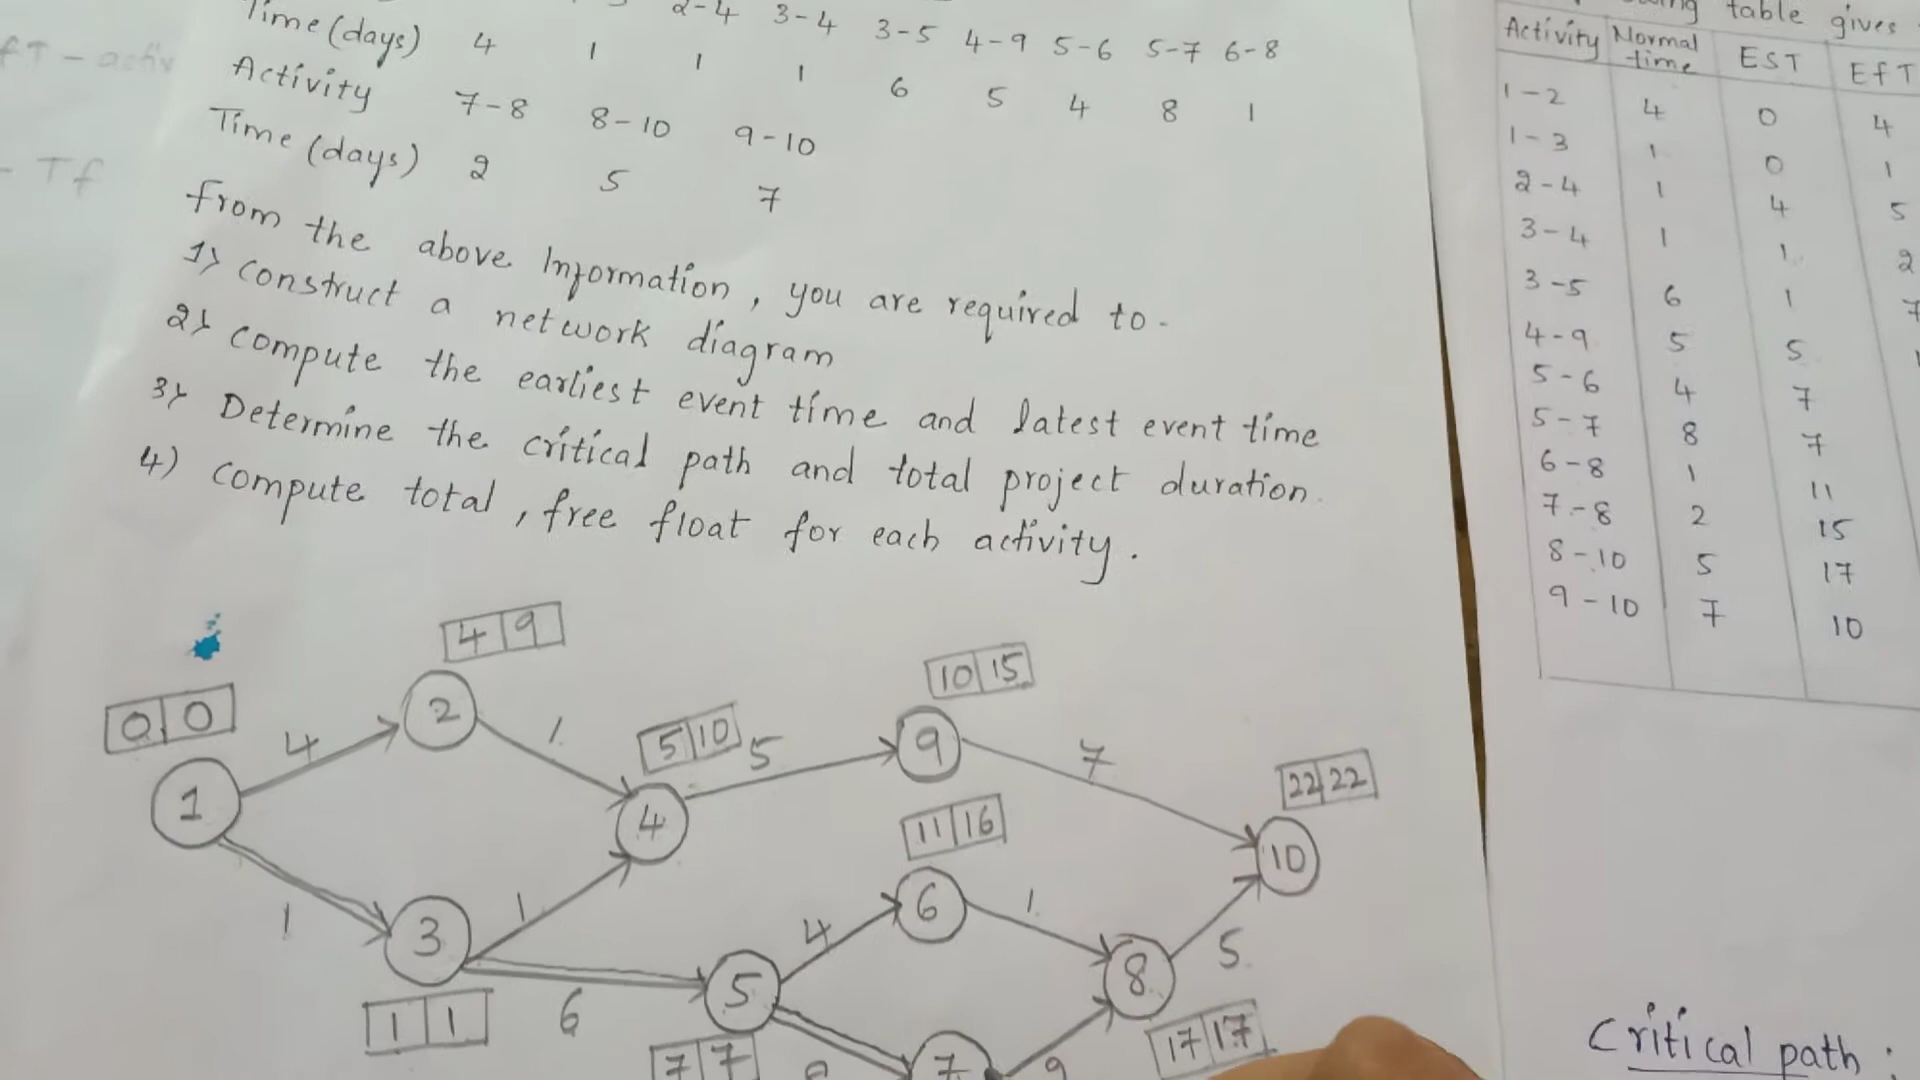 2-4 3-4 3-5 4-9 5-6 5-7 6-8
Time (days) 4 1 1 1 6 5 4 8 1
Activity 7-8 8-10 9-10
Time (days) 2 5 7
from the above Information, you are required to -
1) construct a network diagram
2) compute the earliest event time and latest event time
3) Determine the critical path and total project duration.
4) compute total, free float for each activity.
4 9
10 15
0 0
4
2
1
5 10
5
9
7
22 22
1
4
11 16
10
1
3
1
4
6
1
5
8
5
1 1
6
7 7
7
17 17
fT - activ
- Tf
table gives
Activity Normal time EST EfT
1-2 4 0 4
1-3 1 0 1
2-4 1 4 5
3-4 1 1 2
3-5 6 1 7
4-9 5 5
5-6 4 7
5-7 8 7
6-8 1 11
7-8 2 15
8-10 5 17
9-10 7 10
Critical path :